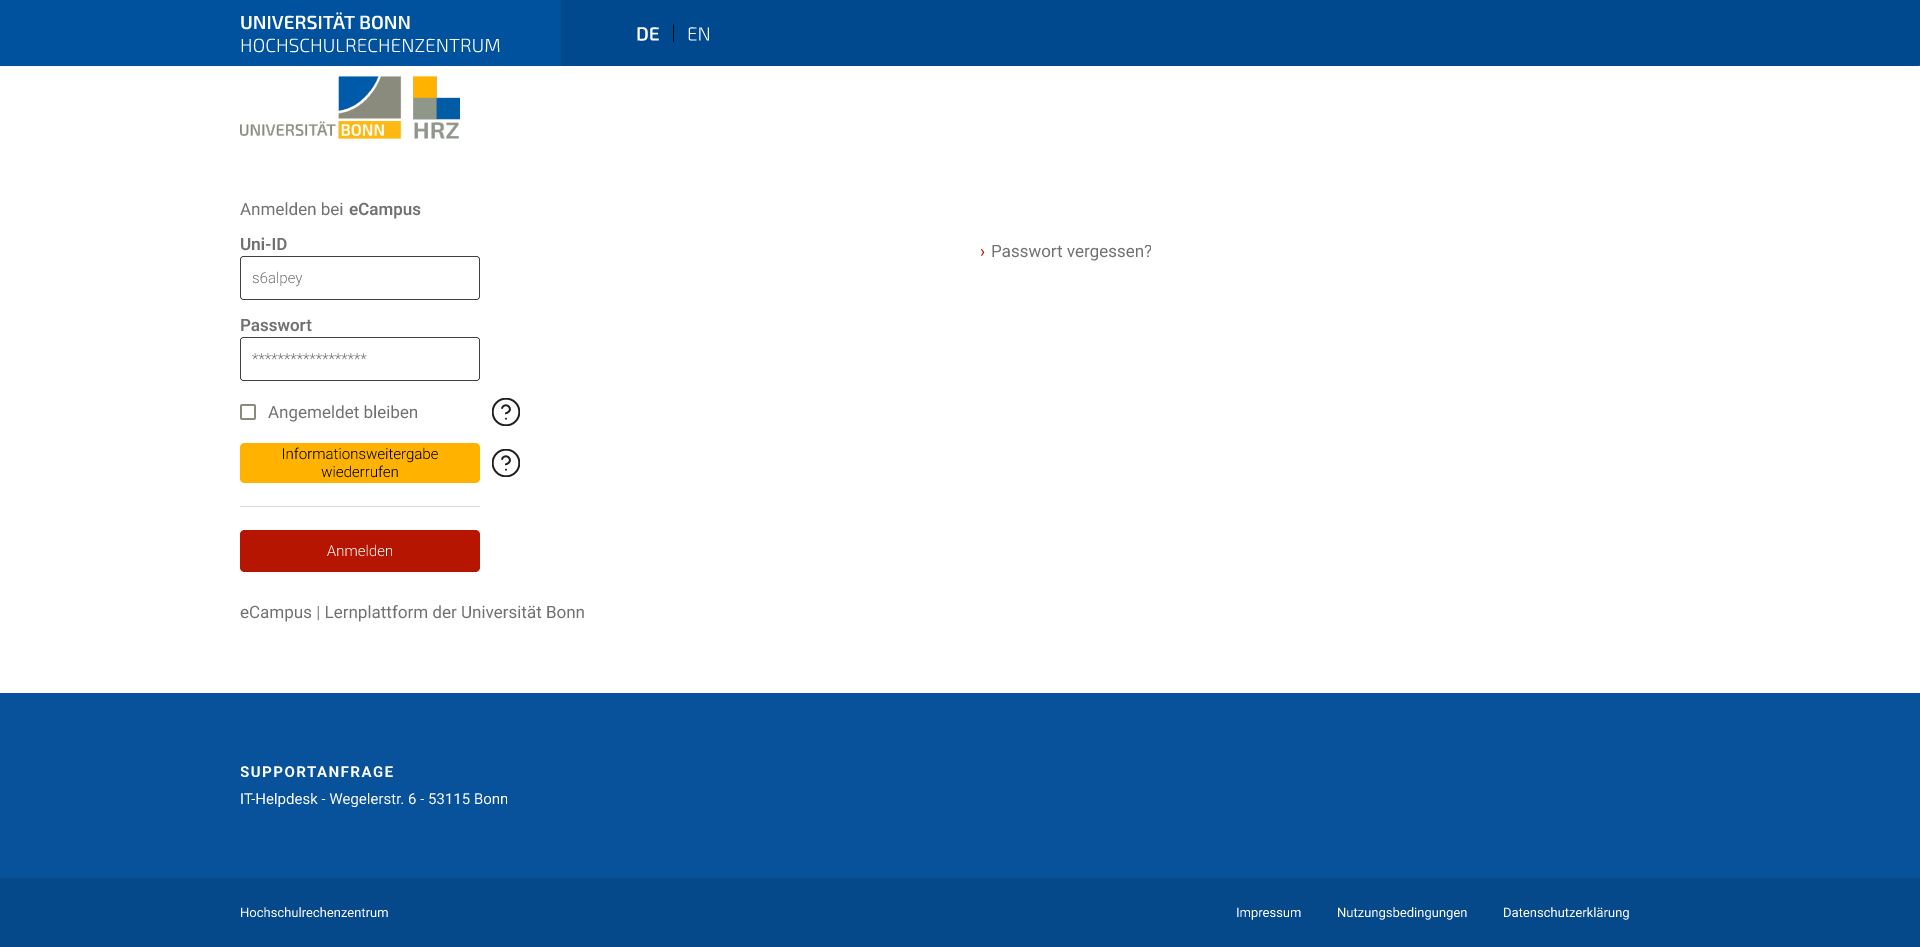 UNIVERSITÄT BONN
HOCHSCHULRECHENZENTRUM
DE | EN
UNIVERSITÄT BONN HRZ
Anmelden bei eCampus
Uni-ID
s6alpey
› Passwort vergessen?
Passwort
******************
Angemeldet bleiben ?
Informationsweitergabe
wiederrufen ?
Anmelden
eCampus | Lernplattform der Universität Bonn
SUPPORTANFRAGE
IT-Helpdesk - Wegelerstr. 6 - 53115 Bonn
Hochschulrechenzentrum Impressum Nutzungsbedingungen Datenschutzerklärung